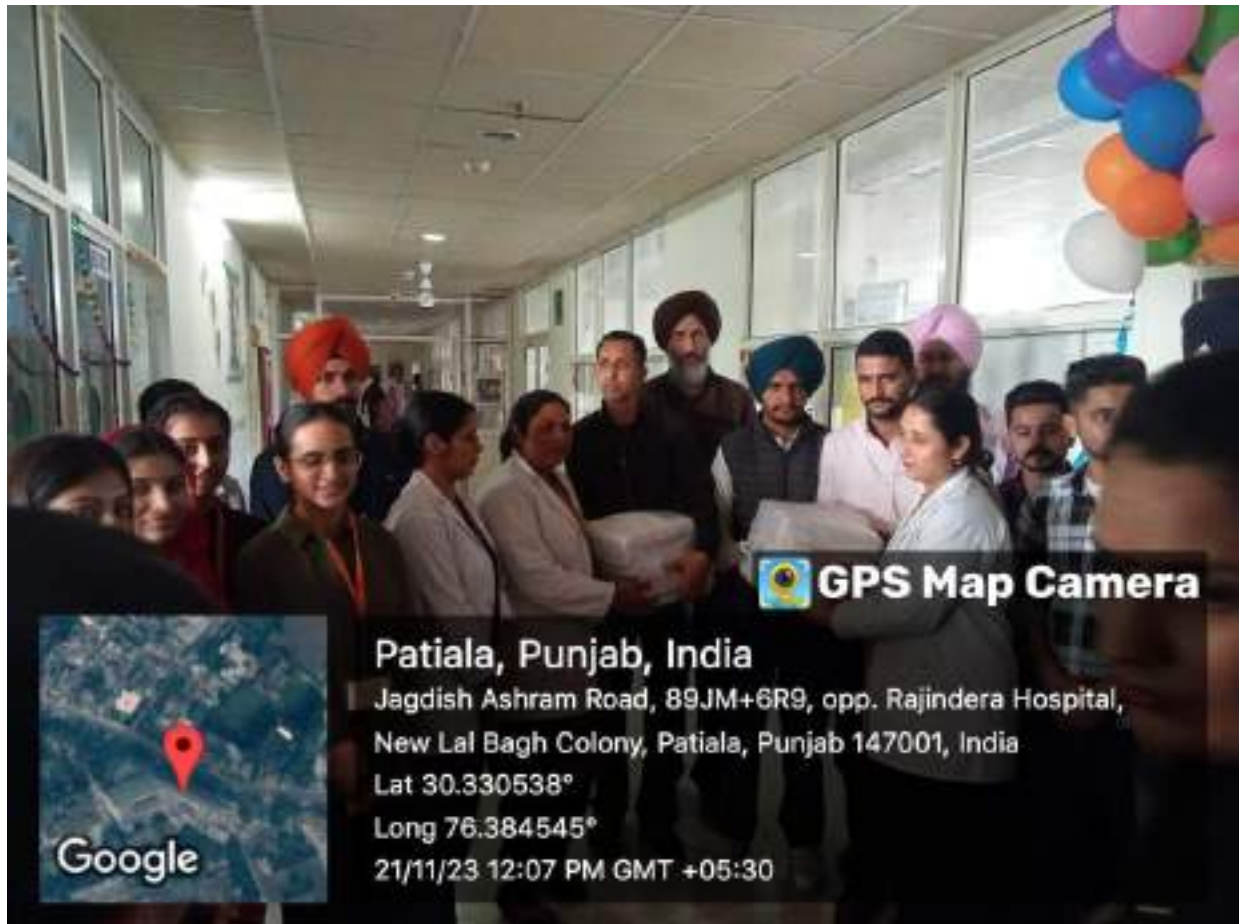 GPS Map Camera
Patiala, Punjab, India
Jagdish Ashram Road, 89JM+6R9, opp. Rajindera Hospital,
New Lal Bagh Colony, Patiala, Punjab 147001, India
Lat 30.330538°
Long 76.384545°
21/11/23 12:07 PM GMT +05:30
Google